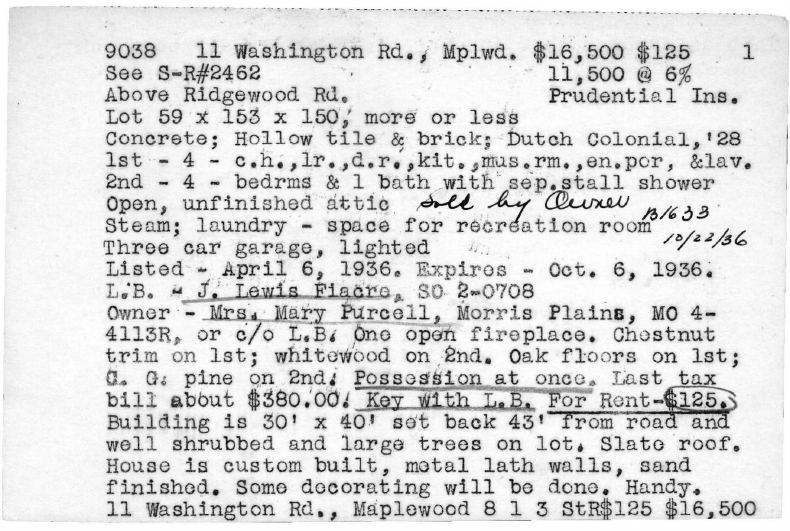 9038 11 Washington Rd., Mplwd. $16,500 $125 1
See S-R#2462 11,500 @ 6%
Above Ridgewood Rd. Prudential Ins.
Lot 59 x 153 x 150, more or less
Concrete; Hollow tile & brick; Dutch Colonial,'28
1st - 4 - c.h.,lr.,d.r.,kit.,mus.rm.,en.por, &lav.
2nd - 4 - bedrms & 1 bath with sep.stall shower
Open, unfinished attic sold by Owner
Steam; laundry - space for recreation room B/633
Three car garage, lighted 10/22/36
Listed - April 6, 1936. Expires - Oct. 6, 1936.
L.B. - J. Lewis Fiacre, SO 2-0708
Owner - Mrs. Mary Purcell, Morris Plains, MO 4-
4113R, or c/o L.B. One open fireplace. Chestnut
trim on 1st; whitewood on 2nd. Oak floors on 1st;
C. G. pine on 2nd. Possession at once. Last tax
bill about $380.00. Key with L.B. For Rent-$125.
Building is 30' x 40' set back 43' from road and
well shrubbed and large trees on lot. Slate roof.
House is custom built, metal lath walls, sand
finished. Some decorating will be done. Handy.
11 Washington Rd., Maplewood 8 1 3 StR$125 $16,500